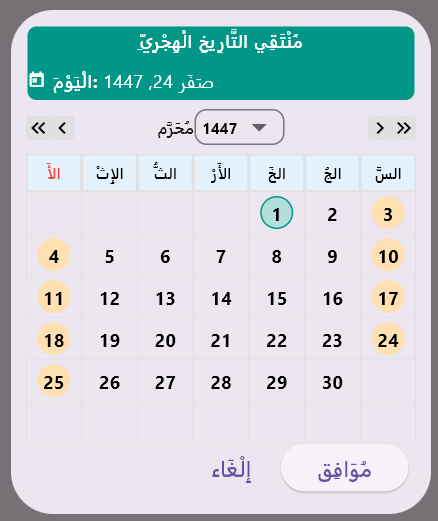 مُنْتَقِي التَّارِيخ الْهِجْرِيّ
الْيَوْمَ: صَفَر 24, 1447
مُحَرَّم 1447
الأَ الإِثْ الثُّ الأَرْ الخَ الجُ السَّ
1 2 3
4 5 6 7 8 9 10
11 12 13 14 15 16 17
18 19 20 21 22 23 24
25 26 27 28 29 30
إِلْغَاء مُوَافِق